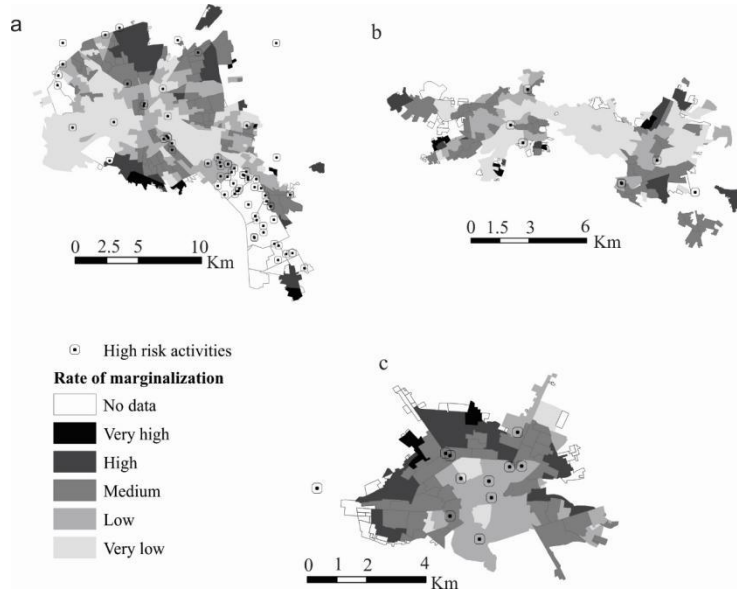 a
b
0 2.5 5 10
Km
0 1.5 3 6
Km
High risk activities
Rate of marginalization
No data
Very high
High
Medium
Low
Very low
c
0 1 2 4
Km